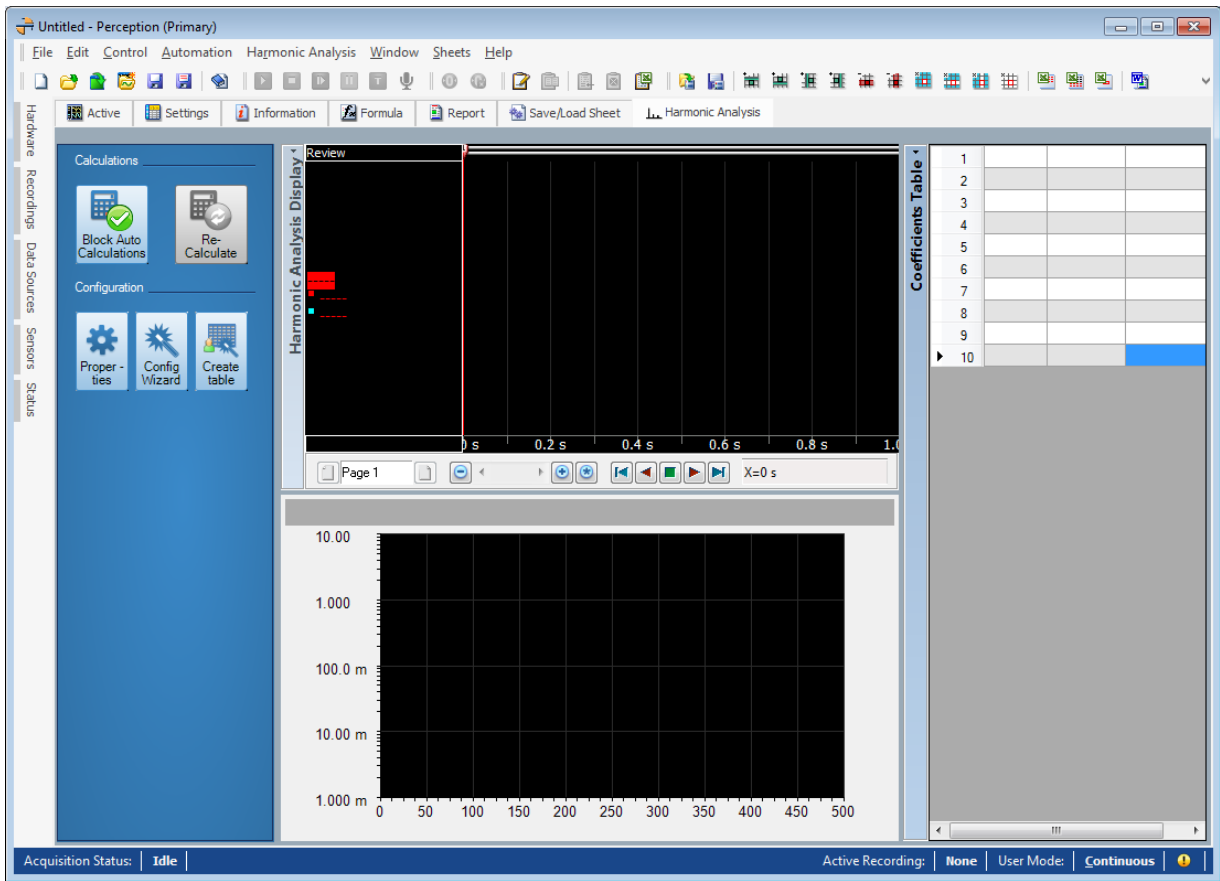 Untitled - Perception (Primary)
File Edit Control Automation Harmonic Analysis Window Sheets Help
Active Settings Information Formula Report Save/Load Sheet Harmonic Analysis
Hardware
Recordings
Data Sources
Sensors
Status
Calculations
Block Auto Calculations
Re-Calculate
Configuration
Proper - ties
Config Wizard
Create table
Harmonic Analysis Display
Review
0 s 0.2 s 0.4 s 0.6 s 0.8 s 1.0
Page 1
X=0 s
10.00
1.000
100.0 m
10.00 m
1.000 m
0 50 100 150 200 250 300 350 400 450 500
Coefficients Table
1
2
3
4
5
6
7
8
9
10
Acquisition Status: Idle
Active Recording: None User Mode: Continuous